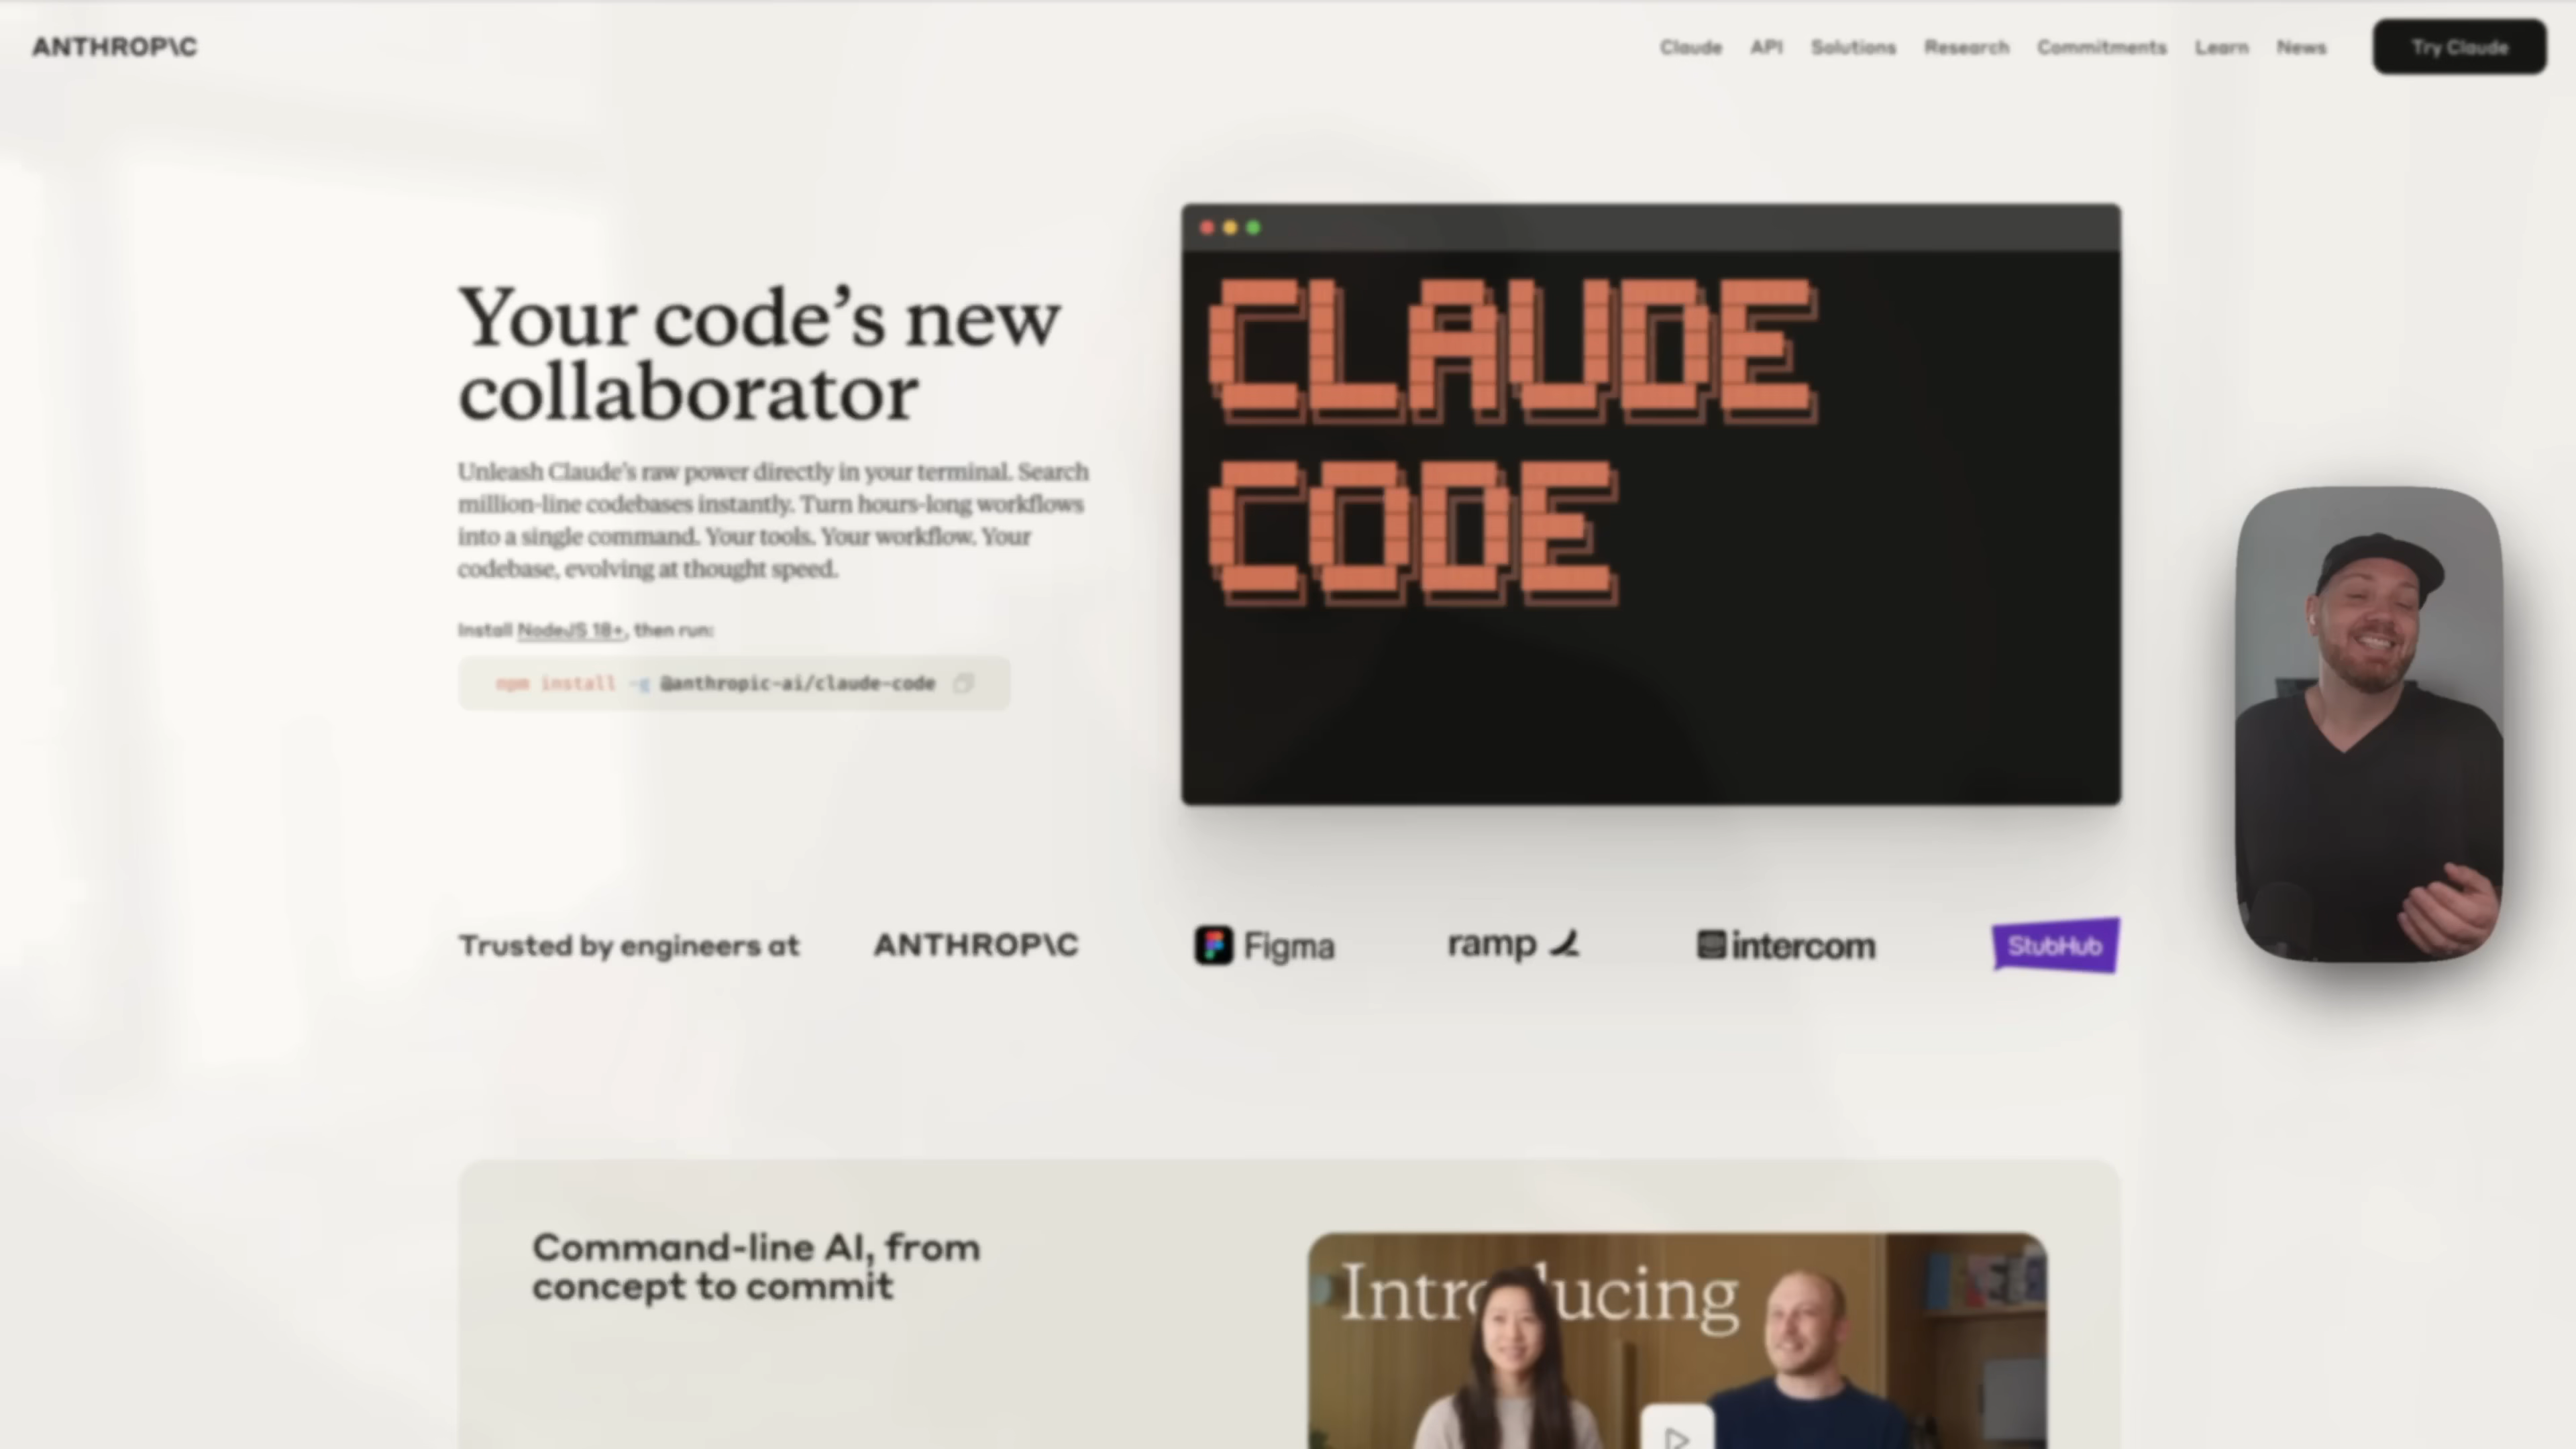 ANTHROP\C
Claude API Solutions Research Commitments Learn News Try Claude
Your code’s new
collaborator
Unleash Claude’s raw power directly in your terminal. Search
million-line codebases instantly. Turn hours-long workflows
into a single command. Your tools. Your workflow. Your
codebase, evolving at thought speed.
Install NodeJS 18+, then run:
npm install -g @anthropic-ai/claude-code
CLAUDE
CODE
Trusted by engineers at ANTHROP\C Figma ramp intercom StubHub
Command-line AI, from
concept to commit
Introducing